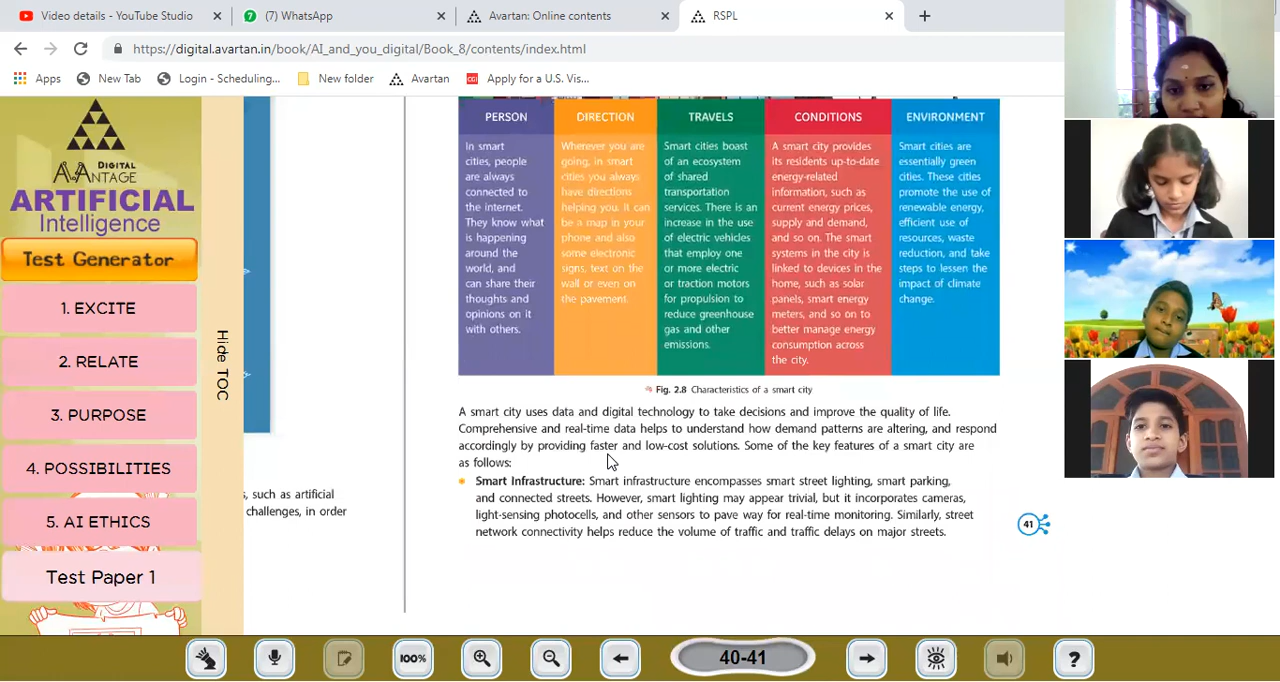 Video details - YouTube Studio
7
(7) WhatsApp
Avartan: Online contents
RSPL
https://digital.avartan.in/book/AI_and_you_digital/Book_8/contents/index.html
Apps
New Tab
Login - Scheduling...
New folder
Avartan
CGI
Apply for a U.S. Vis...
DIGITAL
AVANTAGE
ARTIFICIAL
Intelligence
Test Generator
1. EXCITE
2. RELATE
3. PURPOSE
4. POSSIBILITIES
5. AI ETHICS
Test Paper 1
Hide TOC
s, such as artificial
challenges, in order
PERSON
In smart
cities, people
are always
connected to
the internet.
They know what
is happening
around the
world, and
can share their
thoughts and
opinions on it
with others.
DIRECTION
Wherever you are
going, in smart
cities you always
have directions
helping you. It can
be a map in your
phone and also
some electronic
signs, text on the
wall or even on
the pavement.
TRAVELS
Smart cities boast
of an ecosystem
of shared
transportation
services. There is an
increase in the use
of electric vehicles
that employ one
or more electric
or traction motors
for propulsion to
reduce greenhouse
gas and other
emissions.
CONDITIONS
A smart city provides
its residents up-to-date
energy-related
information, such as
current energy prices,
supply and demand,
and so on. The smart
systems in the city is
linked to devices in the
home, such as solar
panels, smart energy
meters, and so on to
better manage energy
consumption across
the city.
ENVIRONMENT
Smart cities are
essentially green
cities. These cities
promote the use of
renewable energy,
efficient use of
resources, waste
reduction, and take
steps to lessen the
impact of climate
change.
Fig. 2.8 Characteristics of a smart city
A smart city uses data and digital technology to take decisions and improve the quality of life.
Comprehensive and real-time data helps to understand how demand patterns are altering, and respond
accordingly by providing faster and low-cost solutions. Some of the key features of a smart city are
as follows:
Smart Infrastructure: Smart infrastructure encompasses smart street lighting, smart parking,
and connected streets. However, smart lighting may appear trivial, but it incorporates cameras,
light-sensing photocells, and other sensors to pave way for real-time monitoring. Similarly, street
network connectivity helps reduce the volume of traffic and traffic delays on major streets.
41
100%
40-41
?